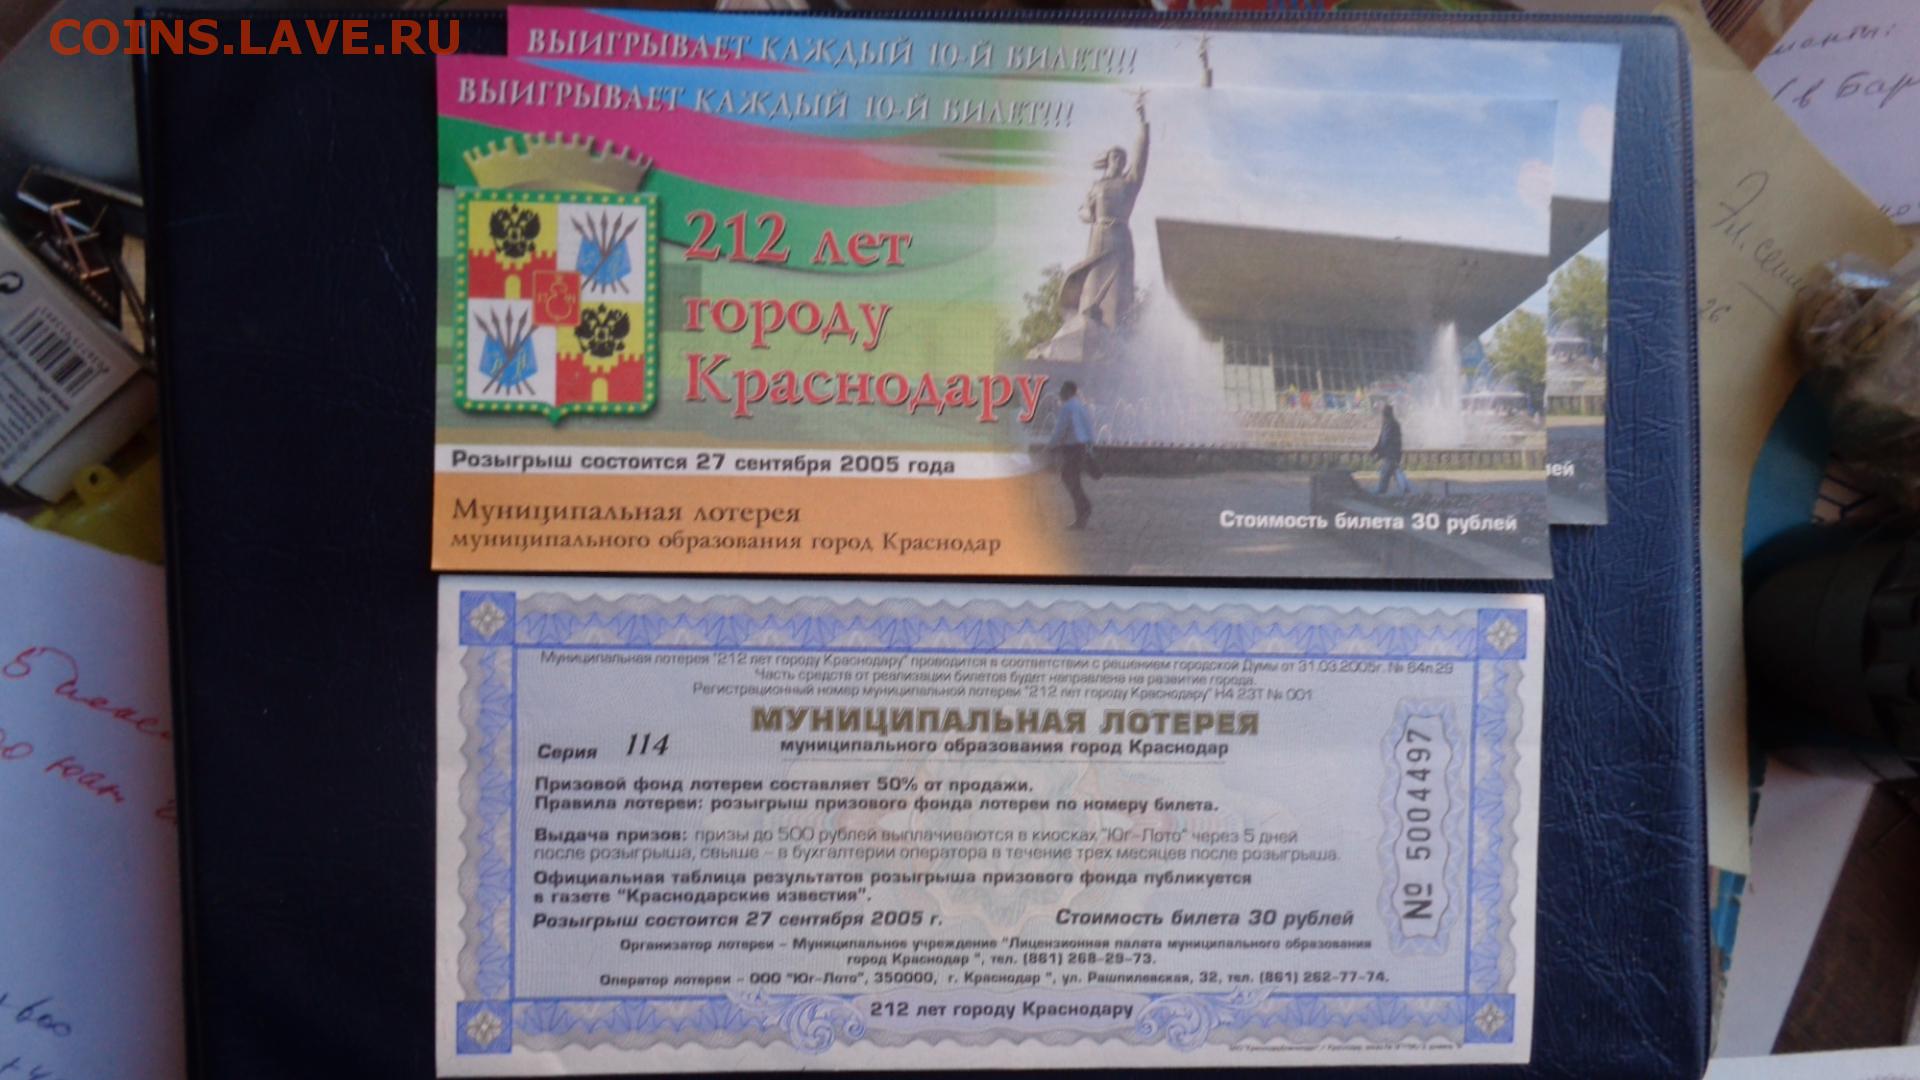 COINS.LAVE.RU
ВЫИГРЫВАЕТ КАЖДЫЙ 10-Й БИЛЕТ!!!
ВЫИГРЫВАЕТ КАЖДЫЙ 10-Й БИЛЕТ!!!
212 лет
городу
Краснодару
Розыгрыш состоится 27 сентября 2005 года
Муниципальная лотерея
муниципального образования город Краснодар
Стоимость билета 30 рублей
лей
Муниципальная лотерея "212 лет городу Краснодару" проводится в соответствии с решением городской Думы от 31.03.2005г. № 64п.29
Часть средств от реализации билетов будет направлена на развитие города.
Регистрационный номер муниципальной лотереи "212 лет городу Краснодару" Н4 23Т № 001
МУНИЦИПАЛЬНАЯ ЛОТЕРЕЯ
муниципального образования город Краснодар
Серия 114
Призовой фонд лотереи составляет 50% от продажи.
Правила лотереи: розыгрыш призового фонда лотереи по номеру билета.
Выдача призов: призы до 500 рублей выплачиваются в киосках "Юг-Лото" через 5 дней
после розыгрыша, свыше - в бухгалтерии оператора в течение трех месяцев после розыгрыша.
Официальная таблица результатов розыгрыша призового фонда публикуется
в газете "Краснодарские известия".
Розыгрыш состоится 27 сентября 2005 г. Стоимость билета 30 рублей
Организатор лотереи - Муниципальное учреждение "Лицензионная палата муниципального образования
город Краснодар ", тел. (861) 268-29-73.
Оператор лотереи - ООО "Юг-Лото", 350000, г. Краснодар ", ул. Рашпилевская, 32, тел. (861) 262-77-74.
212 лет городу Краснодару
№ 5004497
в Бар
26
5
+600